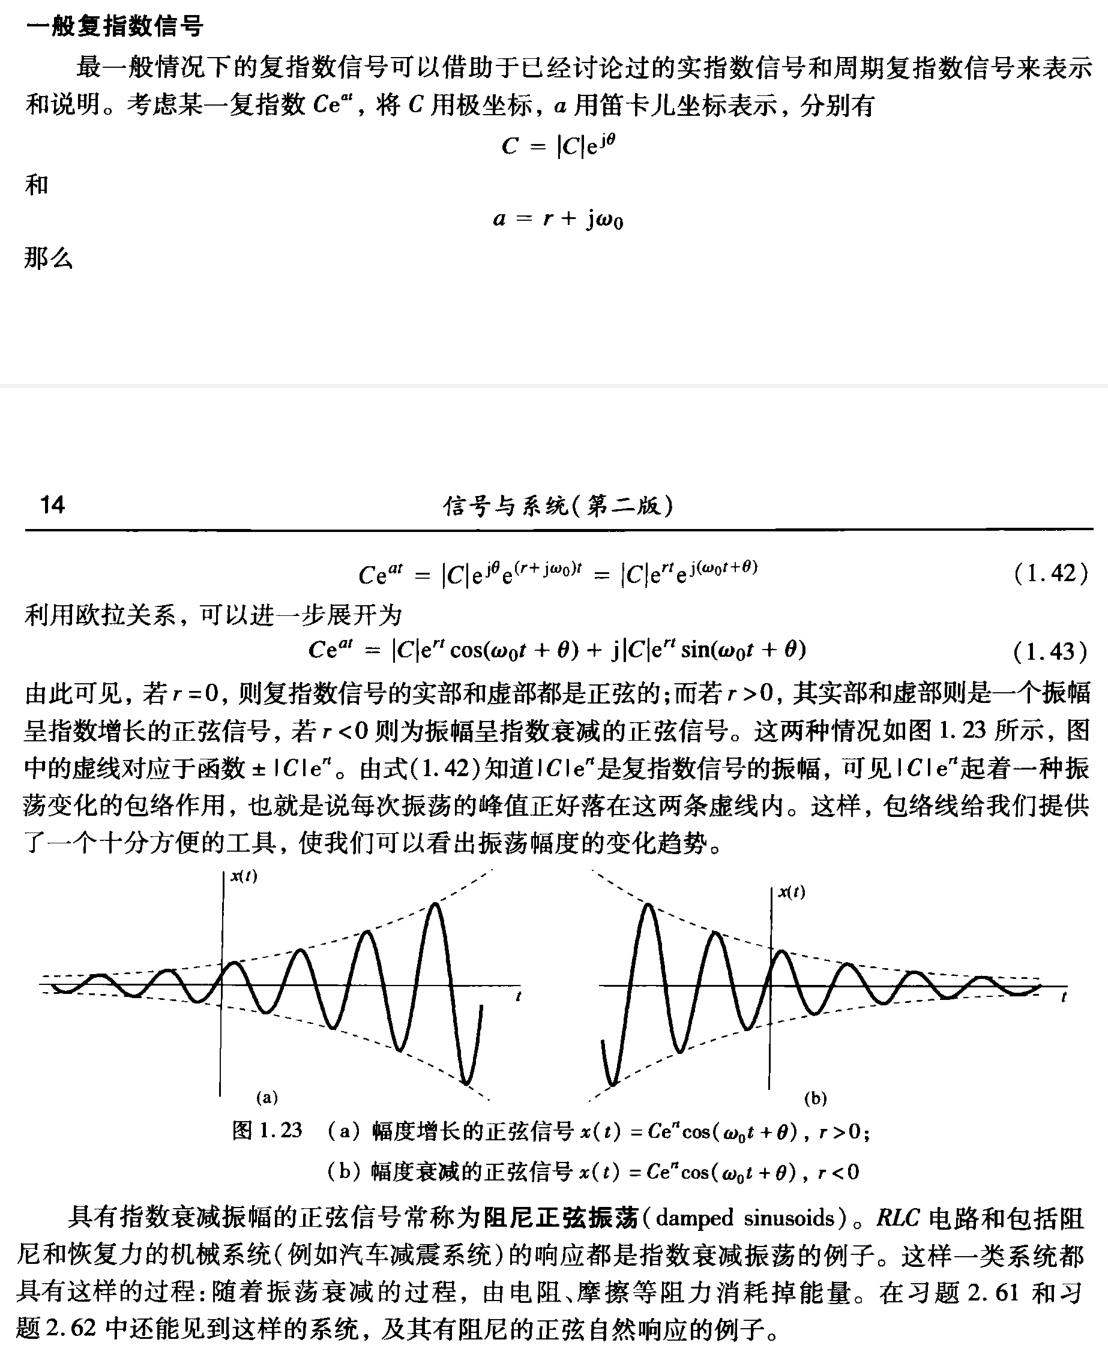 一般复指数信号
最一般情况下的复指数信号可以借助于已经讨论过的实指数信号和周期复指数信号来表示
和说明。考虑某一复指数 Ce^{at}，将 C 用极坐标，a 用笛卡儿坐标表示，分别有
C = |C|e^{jθ}
和
a = r + jω₀
那么
14 信号与系统(第二版)
Ce^{at} = |C|e^{jθ}e^{(r+jω₀)t} = |C|e^{rt}e^{j(ω₀t+θ)} (1.42)
利用欧拉关系，可以进一步展开为
Ce^{at} = |C|e^{rt} cos(ω₀t + θ) + j|C|e^{rt} sin(ω₀t + θ) (1.43)
由此可见，若 r=0，则复指数信号的实部和虚部都是正弦的;而若 r>0，其实部和虚部则是一个振幅
呈指数增长的正弦信号，若 r<0 则为振幅呈指数衰减的正弦信号。这两种情况如图 1.23 所示，图
中的虚线对应于函数 ±|C|e^{rt}。由式(1.42)知道|C|e^{rt}是复指数信号的振幅，可见|C|e^{rt}起着一种振
荡变化的包络作用，也就是说每次振荡的峰值正好落在这两条虚线内。这样，包络线给我们提供
了一个十分方便的工具，使我们可以看出振荡幅度的变化趋势。
x(t)
t
(a)
x(t)
t
(b)
图 1.23 (a) 幅度增长的正弦信号 x(t) = Ce^{rt}cos(ω₀t + θ)，r>0;
(b) 幅度衰减的正弦信号 x(t) = Ce^{rt}cos(ω₀t + θ)，r<0
具有指数衰减振幅的正弦信号常称为阻尼正弦振荡(damped sinusoids)。RLC 电路和包括阻
尼和恢复力的机械系统(例如汽车减震系统)的响应都是指数衰减振荡的例子。这样一类系统都
具有这样的过程:随着振荡衰减的过程，由电阻、摩擦等阻力消耗掉能量。在习题 2.61 和习
题 2.62 中还能见到这样的系统，及其有阻尼的正弦自然响应的例子。